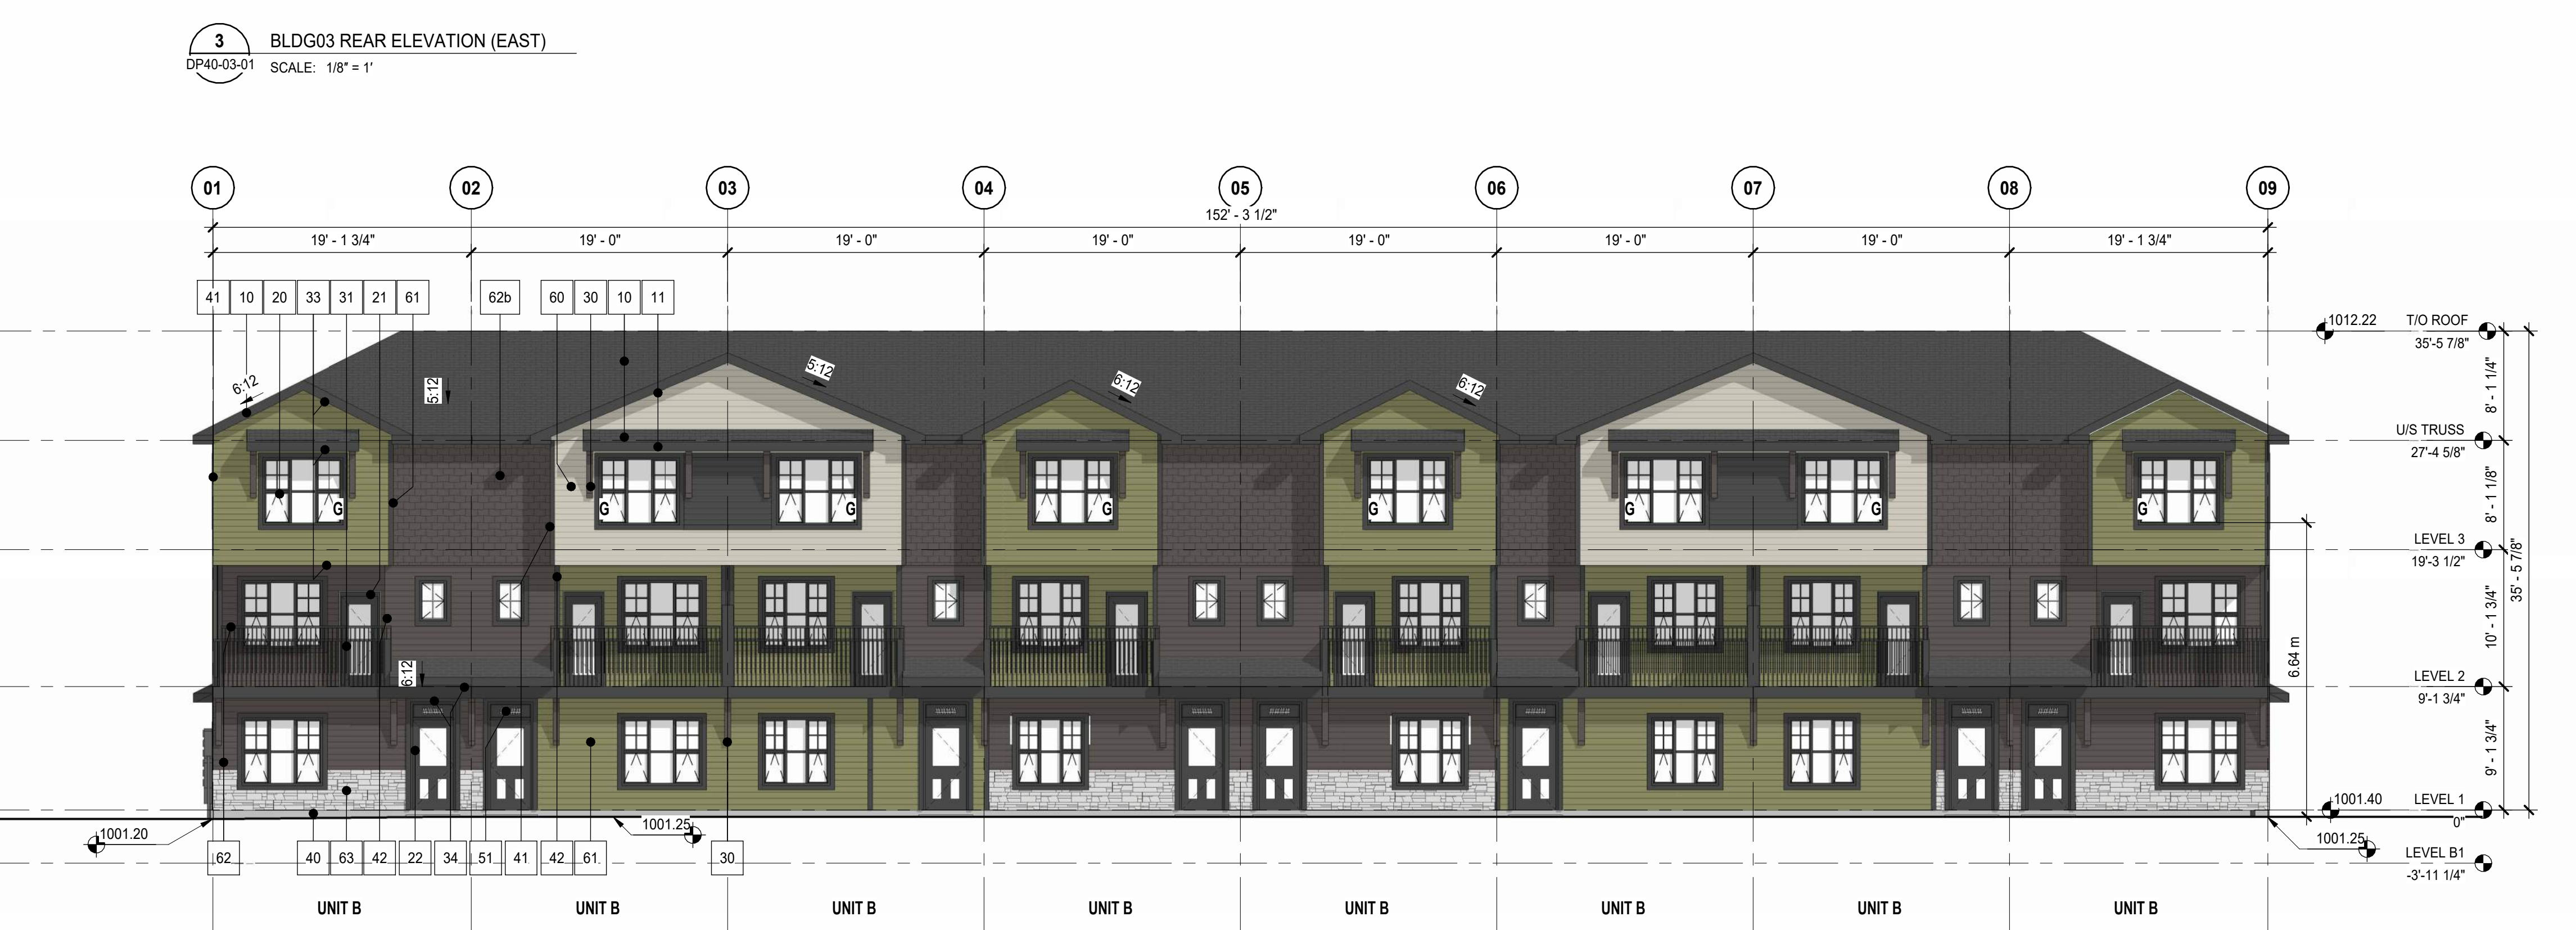 3
DP40-03-01
BLDG03 REAR ELEVATION (EAST)
SCALE: 1/8" = 1'
01 02 03 04 05 06 07 08 09
152' - 3 1/2"
19' - 1 3/4" 19' - 0" 19' - 0" 19' - 0" 19' - 0" 19' - 0" 19' - 0" 19' - 1 3/4"
41 10 20 33 31 21 61 62b 60 30 10 11
1012.22 T/O ROOF
35'-5 7/8"
6:12 5:12 5:12 6:12 6:12
8' - 1 1/4"
U/S TRUSS
27'-4 5/8"
G G G G G G G G
8' - 1 1/8"
LEVEL 3
19'-3 1/2"
35' - 5 7/8"
10' - 1 3/4"
6.64 m
6:12
LEVEL 2
9'-1 3/4"
9' - 1 3/4"
1001.40 LEVEL 1
0"
1001.20 1001.25 1001.25
62 40 63 42 22 34 51 41 42 61 30
LEVEL B1
-3'-11 1/4"
UNIT B UNIT B UNIT B UNIT B UNIT B UNIT B UNIT B UNIT B